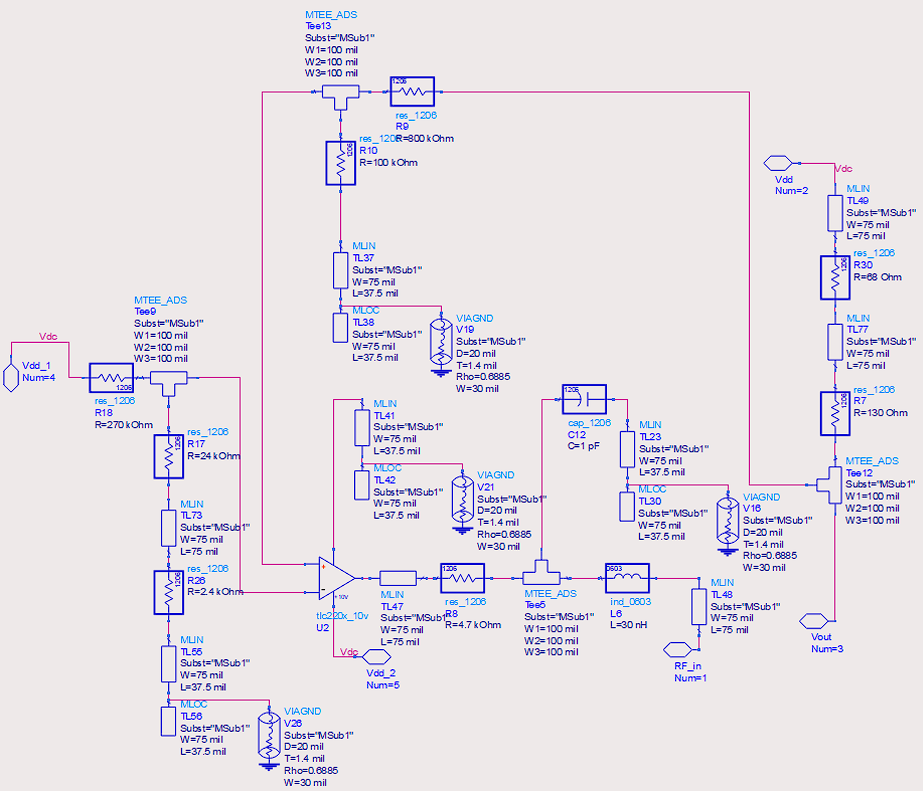 MTEE_ADS
Tee13
Subst="MSub1"
W1=100 mil
W2=100 mil
W3=100 mil
1206
res_1206
R9
R=800 kOhm
1206
res_1206
R10
R=100 kOhm
MLIN
TL37
Subst="MSub1"
W=75 mil
L=37.5 mil
MLOC
TL38
Subst="MSub1"
W=75 mil
L=37.5 mil
VIAGND
V19
Subst="MSub1"
D=20 mil
T=1.4 mil
Rho=0.6885
W=30 mil
Vdd
Num=2
Vdc
MLIN
TL49
Subst="MSub1"
W=75 mil
L=75 mil
1206
res_1206
R30
R=68 Ohm
MLIN
TL77
Subst="MSub1"
W=75 mil
L=75 mil
1206
res_1206
R7
R=130 Ohm
MTEE_ADS
Tee12
Subst="MSub1"
W1=100 mil
W2=100 mil
W3=100 mil
Vout
Num=3
MTEE_ADS
Tee9
Subst="MSub1"
W1=100 mil
W2=100 mil
W3=100 mil
Vdc
Vdd_1
Num=4
1206
res_1206
R18
R=270 kOhm
1206
res_1206
R17
R=24 kOhm
MLIN
TL73
Subst="MSub1"
W=75 mil
L=75 mil
1206
res_1206
R26
R=2.4 kOhm
MLIN
TL55
Subst="MSub1"
W=75 mil
L=37.5 mil
MLOC
TL56
Subst="MSub1"
W=75 mil
L=37.5 mil
VIAGND
V26
Subst="MSub1"
D=20 mil
T=1.4 mil
Rho=0.6885
W=30 mil
MLIN
TL41
Subst="MSub1"
W=75 mil
L=37.5 mil
MLOC
TL42
Subst="MSub1"
W=75 mil
L=37.5 mil
VIAGND
V21
Subst="MSub1"
D=20 mil
T=1.4 mil
Rho=0.6885
W=30 mil
1206
cap_1206
C12
C=1 pF
MLIN
TL23
Subst="MSub1"
W=75 mil
L=37.5 mil
MLOC
TL30
Subst="MSub1"
W=75 mil
L=37.5 mil
VIAGND
V16
Subst="MSub1"
D=20 mil
T=1.4 mil
Rho=0.6885
W=30 mil
+
-
+10V
tlc220x_10v
U2
Vdc
Vdd_2
Num=5
MLIN
TL47
Subst="MSub1"
W=75 mil
L=75 mil
1206
res_1206
R8
R=4.7 kOhm
MTEE_ADS
Tee5
Subst="MSub1"
W1=100 mil
W2=100 mil
W3=100 mil
0603
ind_0603
L6
L=30 nH
MLIN
TL48
Subst="MSub1"
W=75 mil
L=75 mil
RF_in
Num=1